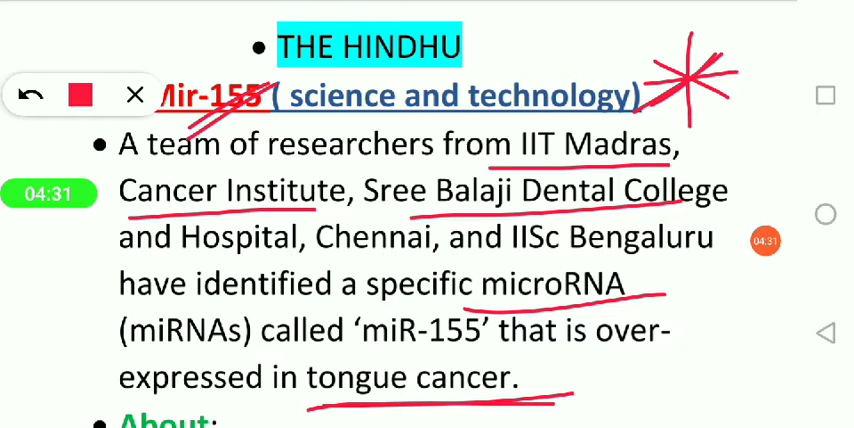 • THE HINDHU
Mir-155 ( science and technology)
• A team of researchers from IIT Madras,
Cancer Institute, Sree Balaji Dental College
and Hospital, Chennai, and IISc Bengaluru
have identified a specific microRNA
(miRNAs) called ‘miR-155’ that is over-
expressed in tongue cancer.
• About:
04:31
04:31